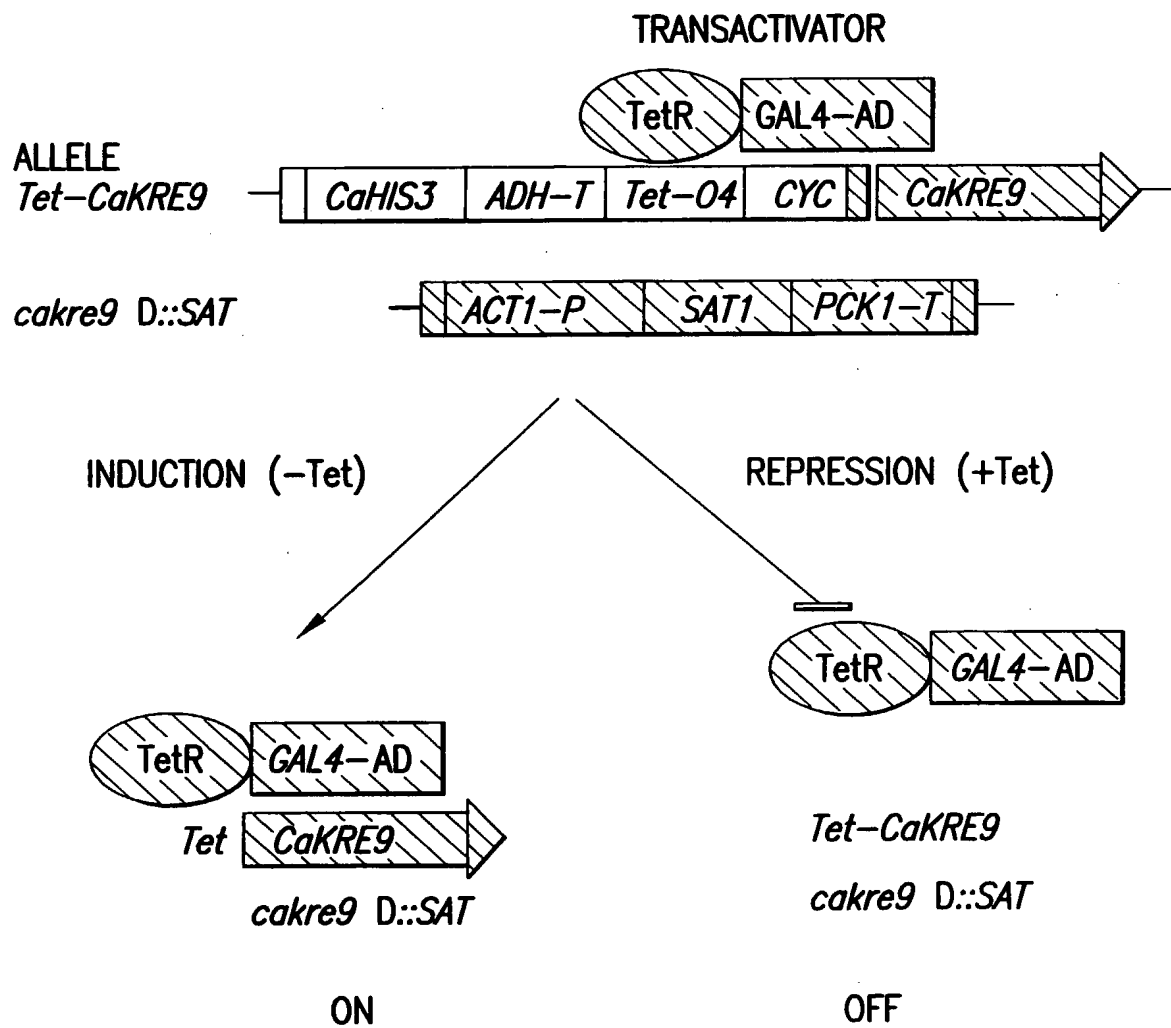 TRANSACTIVATOR
TetR GAL4-AD
ALLELE
Tet-CaKRE9 CaHIS3 ADH-T Tet-O4 CYC CaKRE9
cakre9 D::SAT ACT1-P SAT1 PCK1-T
INDUCTION (-Tet) REPRESSION (+Tet)
TetR GAL4-AD
TetR GAL4-AD
Tet CaKRE9 Tet-CaKRE9
cakre9 D::SAT cakre9 D::SAT
ON OFF